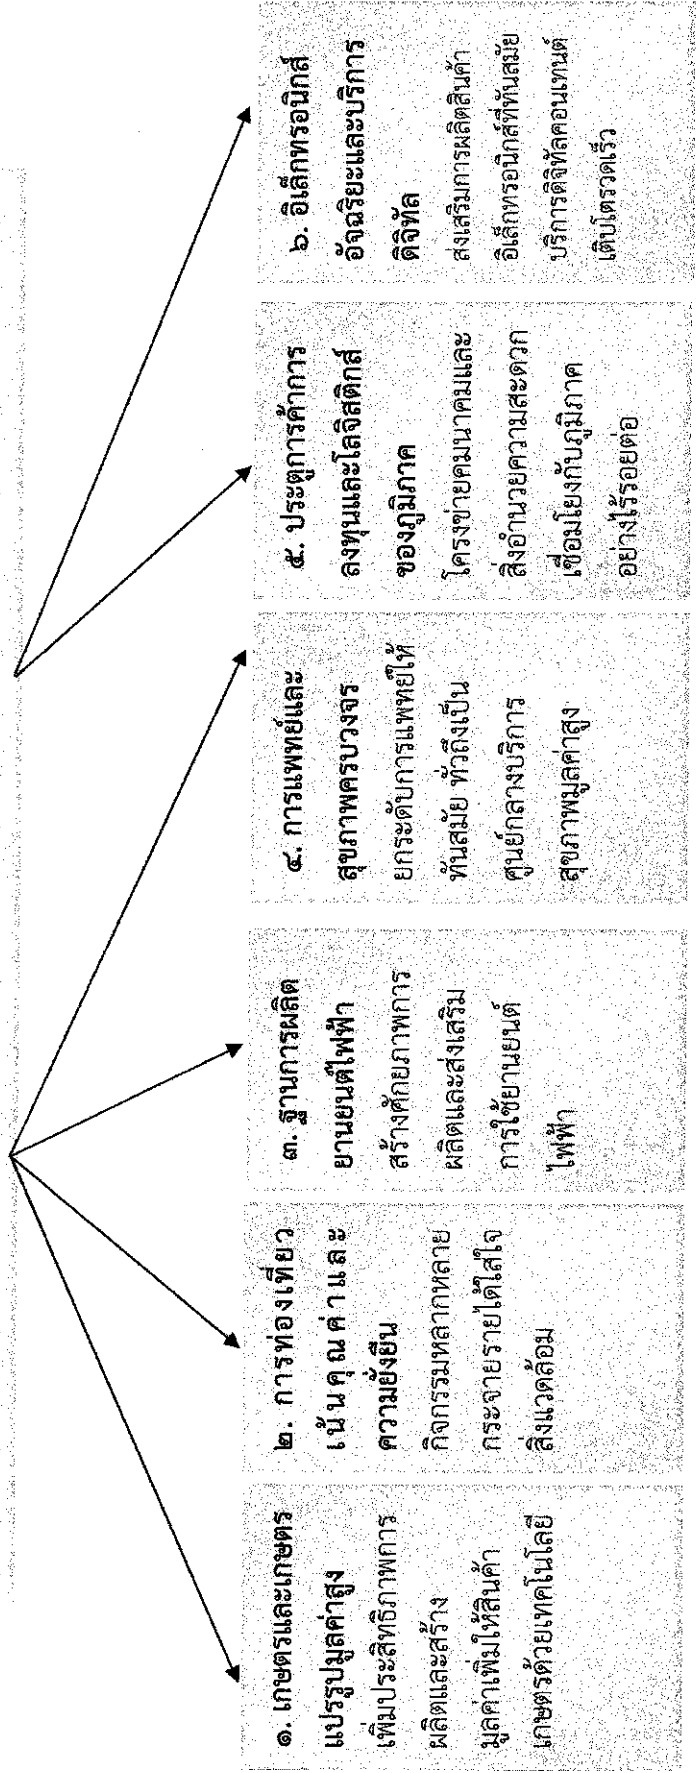 ๑. เกษตรและเกษตร
แปรรูปมูลค่าสูง
เพิ่มประสิทธิภาพการ
ผลิตและสร้าง
มูลค่าเพิ่มให้สินค้า
เกษตรด้วยเทคโนโลยี
๒. การท่องเที่ยว
เน้นคุณค่าและ
ความยั่งยืน
กิจกรรมหลากหลาย
กระจายรายได้ใส่ใจ
สิ่งแวดล้อม
๓. ฐานการผลิต
ยานยนต์ไฟฟ้า
สร้างศักยภาพการ
ผลิตและส่งเสริม
การใช้ยานยนต์
ไฟฟ้า
๔. การแพทย์และ
สุขภาพครบวงจร
ยกระดับการแพทย์ให้
ทันสมัย ทั่วถึงเป็น
ศูนย์กลางบริการ
สุขภาพมูลค่าสูง
๕. ประตูการค้าการ
ลงทุนและโลจิสติกส์
ของภูมิภาค
โครงข่ายคมนาคมและ
สิ่งอำนวยความสะดวก
เชื่อมโยงกับภูมิภาค
อย่างไร้รอยต่อ
๖. อิเล็กทรอนิกส์
อัจฉริยะและบริการ
ดิจิทัล
ส่งเสริมการผลิตสินค้า
อิเล็กทรอนิกส์ที่ทันสมัย
บริการดิจิทัลคอนเทนต์
เติบโตรวดเร็ว